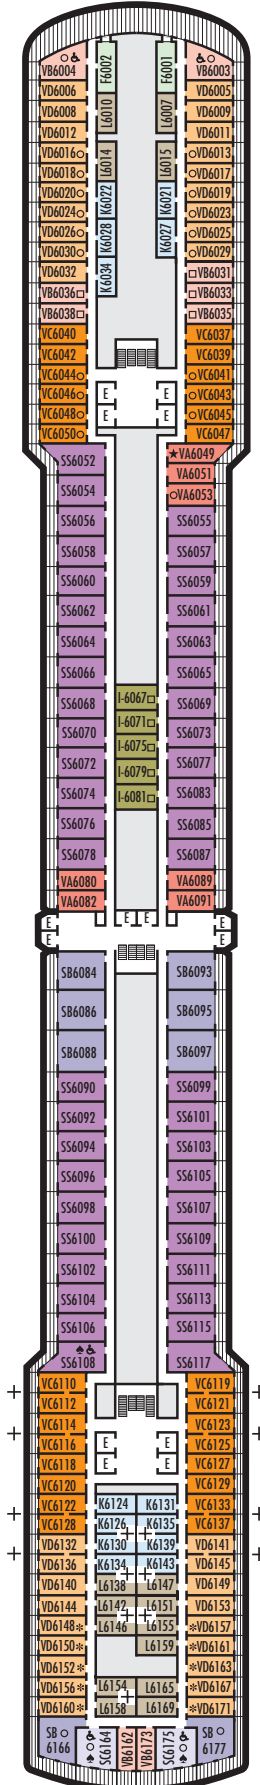 VB6004 F6002 F6001 VB6003
VD6006 VD6005
VD6008 L6010 L6007 VD6009
VD6012 VD6011
VD6016 L6014 L6015 VD6013
VD6018 VD6017
VD6020 K6022 K6021 VD6019
VD6024 VD6023
VD6026 K6028 K6027 VD6025
VD6030 VD6029
VD6032 K6034 VB6031
VB6036 VB6033
VB6038 VB6035
VC6040 VC6037
VC6042 VC6039
VC6044 VC6041
VC6046 E E VC6043
VC6048 E E VC6045
VC6050 VC6047
SS6052 VA6049
VA6051
SS6054 VA6053
SS6056 SS6055
SS6058 SS6057
SS6060 SS6059
SS6062 SS6061
SS6064 SS6063
SS6066 SS6065
SS6068 I-6067 SS6069
SS6070 I-6071 SS6073
SS6072 I-6075 SS6077
SS6074 I-6079 SS6083
I-6081
SS6076 SS6085
SS6078 SS6087
VA6080 VA6089
VA6082 VA6091
E E E E
E E
SB6084 SB6093
SB6086 SB6095
SB6088 SB6097
SS6090 SS6099
SS6092 SS6101
SS6094 SS6103
SS6096 SS6105
SS6098 SS6107
SS6100 SS6109
SS6102 SS6111
SS6104 SS6113
SS6106 SS6115
SS6108 SS6117
VC6110 VC6119
VC6112 VC6121
VC6114 VC6123
VC6116 E E VC6125
VC6118 E E VC6127
VC6120 VC6129
VC6122 K6124 K6131 VC6133
VC6128 K6126 K6135 VC6137
VD6132 K6130 K6139 VD6141
VD6136 K6134 K6143 VD6145
VD6140 L6138 L6147 VD6149
VD6144 L6142 L6151 VD6153
VD6148 L6146 L6155 VD6157
VD6150 L6159 VD6161
VD6152 VD6163
VD6156 L6154 L6165 VD6167
VD6160 L6158 L6169 VD6171
SB 6166 SC6164 VB6162 VB6173 SC6175 SB 6177